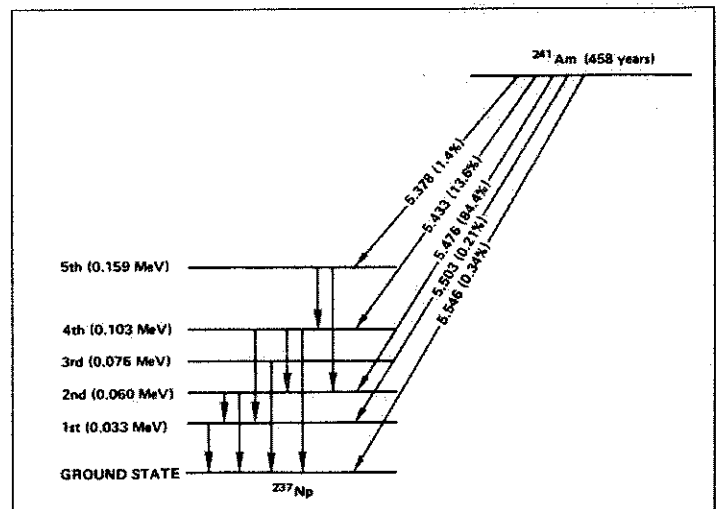 241Am (458 years)
5.378 (1.4%)
5.433 (13.6%)
5.476 (84.4%)
5.503 (0.21%)
5.546 (0.34%)
5th (0.159 MeV)
4th (0.103 MeV)
3rd (0.076 MeV)
2nd (0.060 MeV)
1st (0.033 MeV)
GROUND STATE
237Np